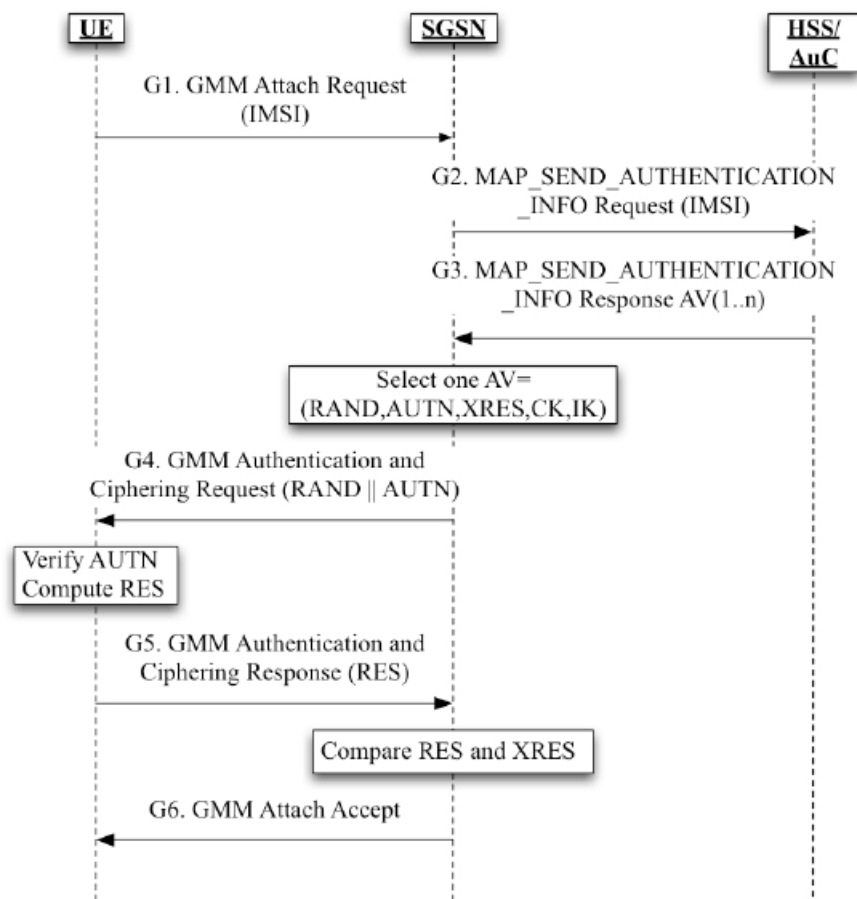 UE
SGSN
HSS/
AuC
G1. GMM Attach Request
(IMSI)
G2. MAP_SEND_AUTHENTICATION
_INFO Request (IMSI)
G3. MAP_SEND_AUTHENTICATION
_INFO Response AV(1..n)
Select one AV=
(RAND,AUTN,XRES,CK,IK)
G4. GMM Authentication and
Ciphering Request (RAND || AUTN)
Verify AUTN
Compute RES
G5. GMM Authentication and
Ciphering Response (RES)
Compare RES and XRES
G6. GMM Attach Accept